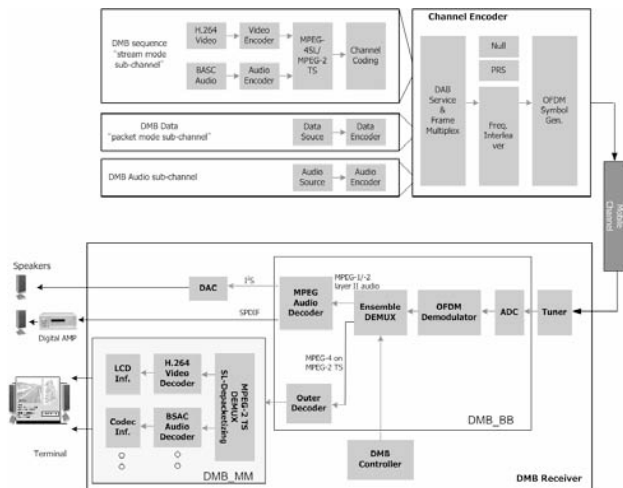 Channel Encoder
DMB sequence
"stream mode
sub-channel"
H.264
Video
Video
Encoder
BASC
Audio
Audio
Encoder
MPEG-
4SL/
MPEG-2
TS
Channel
Coding
DMB Data
"packet mode sub-channel"
Data
Souce
Data
Encoder
DMB Audio sub-channel
Audio
Source
Audio
Encoder
DAB
Service
&
Frame
Multiplex
Null
PRS
Freq.
Interlea
ver
OFDM
Symbol
Gen.
Mobile
Channel
Speakers
Digital AMP
Terminal
DAC
I²S
SPDIF
MPEG
Audio
Decoder
MPEG-1/-2
layer II audio
Ensemble
DEMUX
OFDM
Demodulator
ADC
Tuner
MPEG-4 on
MPEG-2 TS
Outer
Decoder
DMB_BB
LCD
Inf.
H.264
Video
Decoder
Codec
Inf.
BSAC
Audio
Decoder
MPEG-2 TS
DEMUX
SL-Depacketizing
DMB_MM
DMB
Controller
DMB Receiver